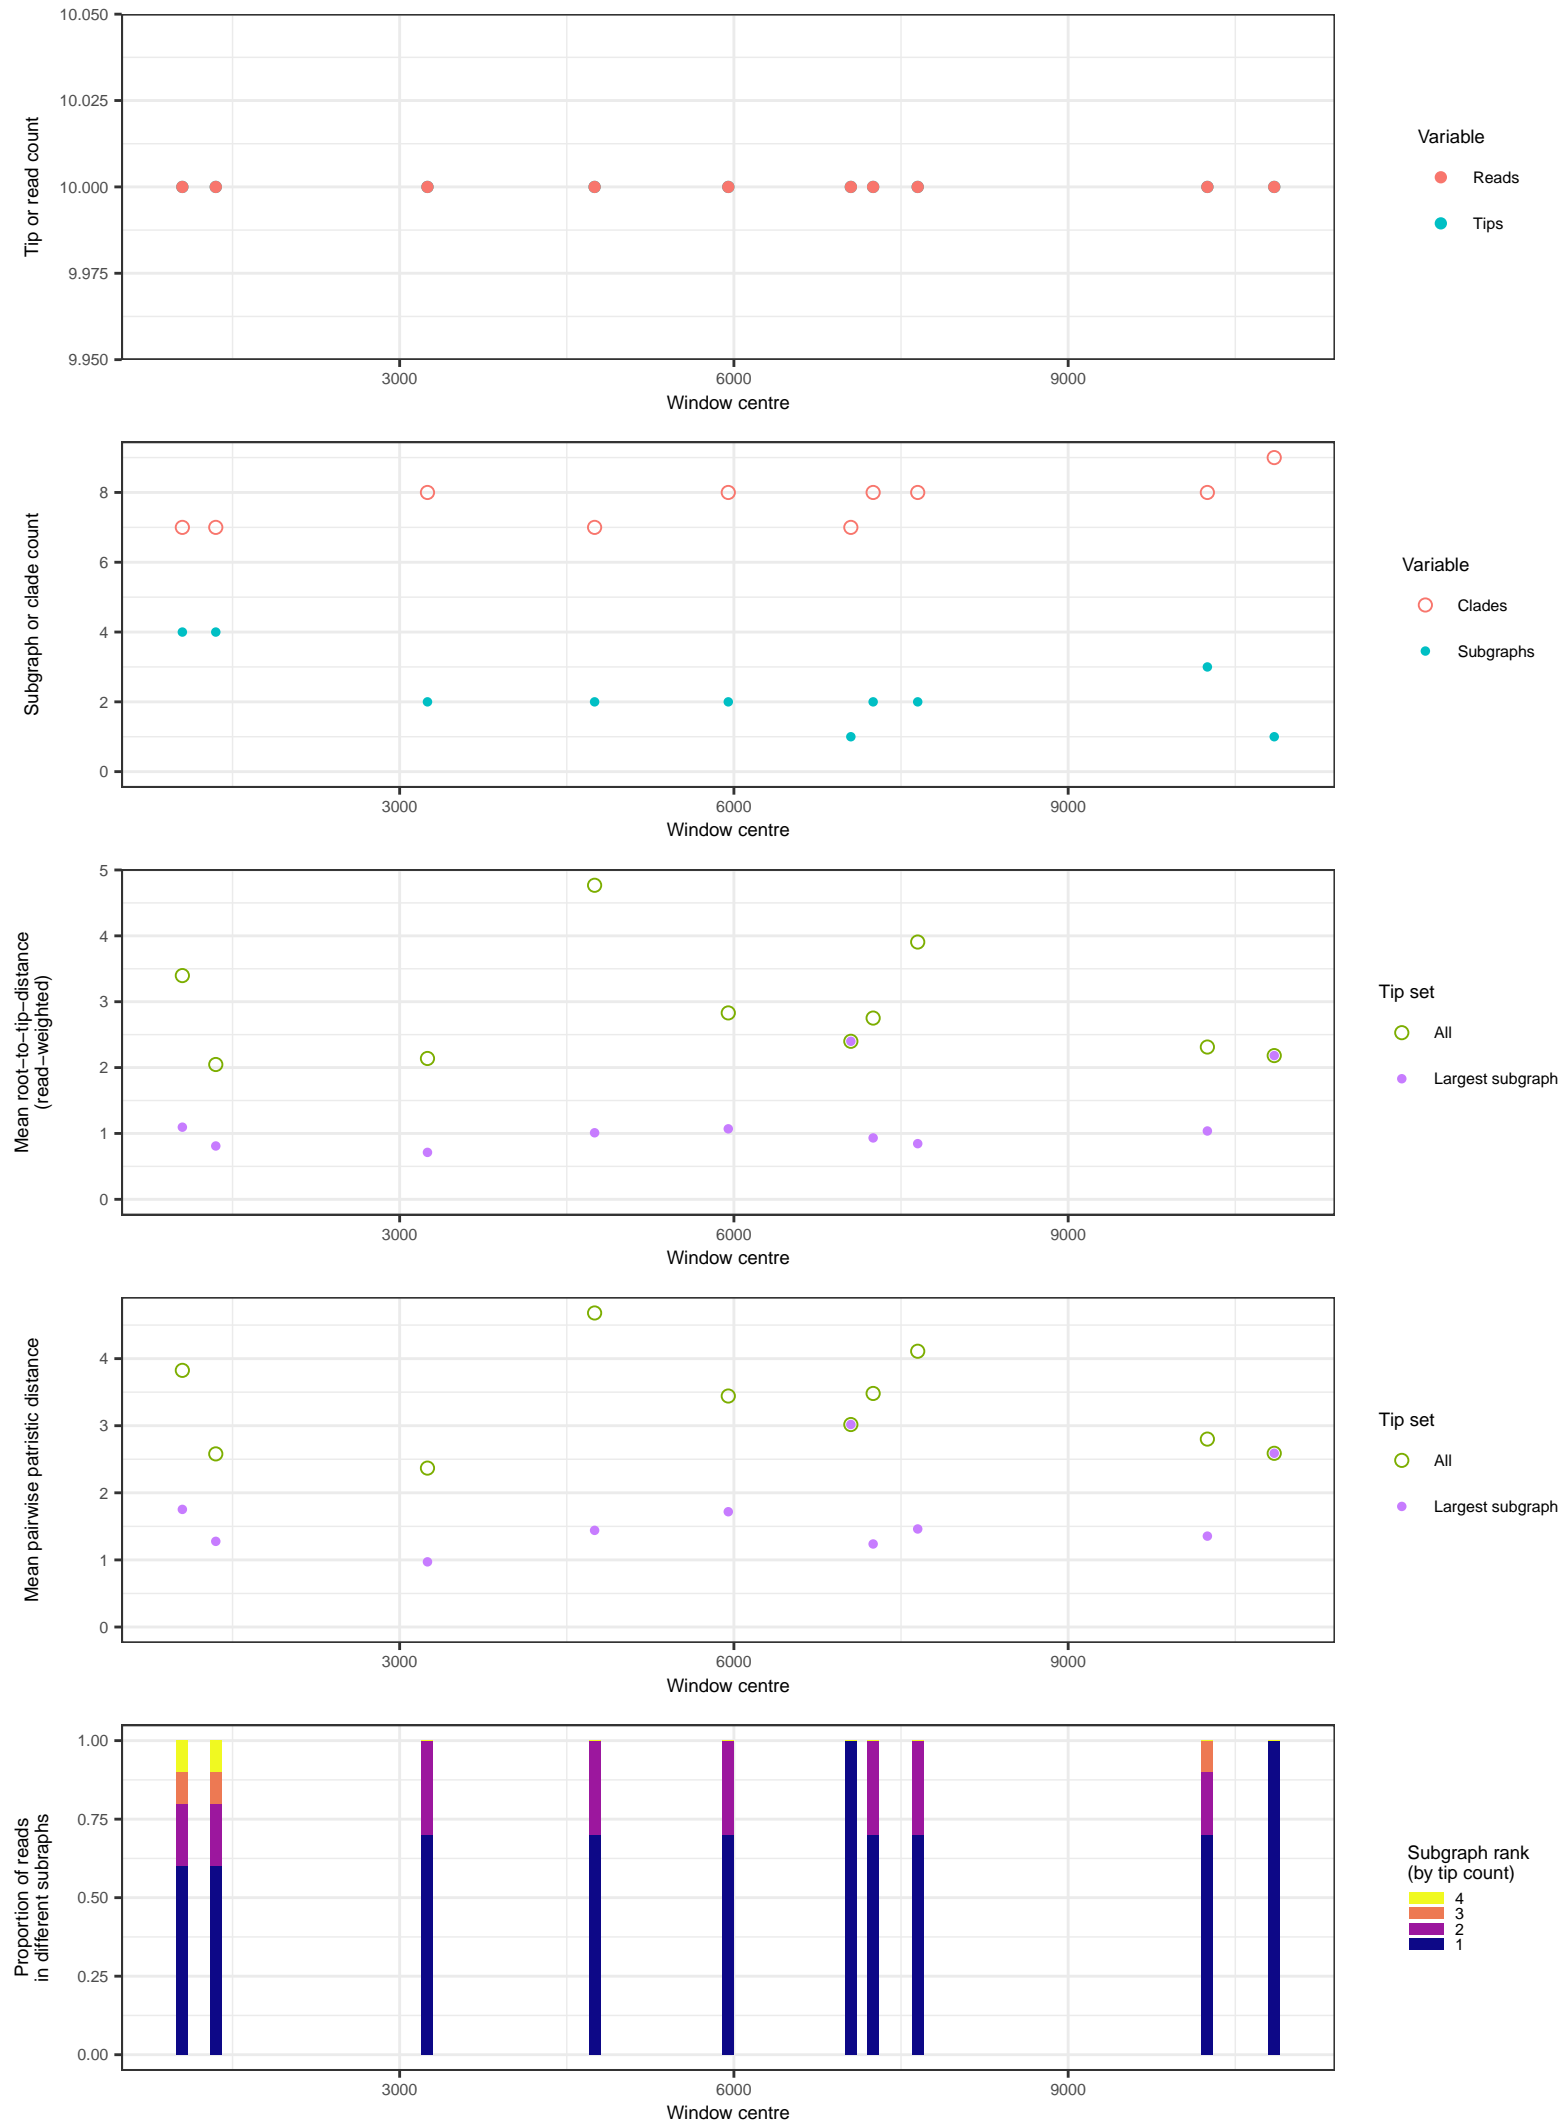 10.050
10.025
10.000
9.975
9.950
Tip or read count
3000
6000
9000
Window centre
Variable
Reads
Tips
8
6
4
2
0
Subgraph or clade count
3000
6000
9000
Window centre
Variable
Clades
Subgraphs
5
4
3
2
1
0
Mean root−to−tip−distance
(read−weighted)
3000
6000
9000
Window centre
Tip set
All
Largest subgraph
4
3
2
1
0
Mean pairwise patristic distance
3000
6000
9000
Window centre
Tip set
All
Largest subgraph
1.00
0.75
0.50
0.25
0.00
Proportion of reads
in different subraphs
3000
6000
9000
Window centre
Subgraph rank
(by tip count)
4
3
2
1